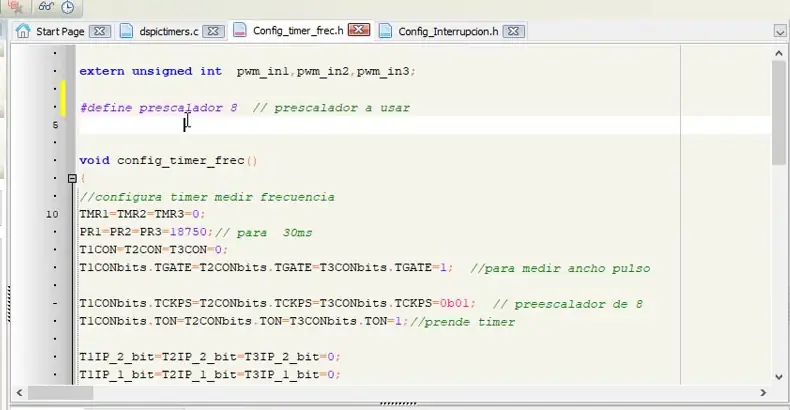 Start Page
dspictimers.c
Config_timer_frec.h
Config_Interrupcion.h
extern unsigned int pwm_in1,pwm_in2,pwm_in3;
#define prescalador 8 // prescalador a usar
5
void config_timer_frec()
{
//configura timer medir frecuencia
10 TMR1=TMR2=TMR3=0;
PR1=PR2=PR3=18750;// para 30ms
T1CON=T2CON=T3CON=0;
T1CONbits.TGATE=T2CONbits.TGATE=T3CONbits.TGATE=1; //para medir ancho pulso
T1CONbits.TCKPS=T2CONbits.TCKPS=T3CONbits.TCKPS=0b01; // preescalador de 8
T1CONbits.TON=T2CONbits.TON=T3CONbits.TON=1;//prende timer
T1IP_2_bit=T2IP_2_bit=T3IP_2_bit=0;
T1IP_1_bit=T2IP_1_bit=T3IP_1_bit=0;